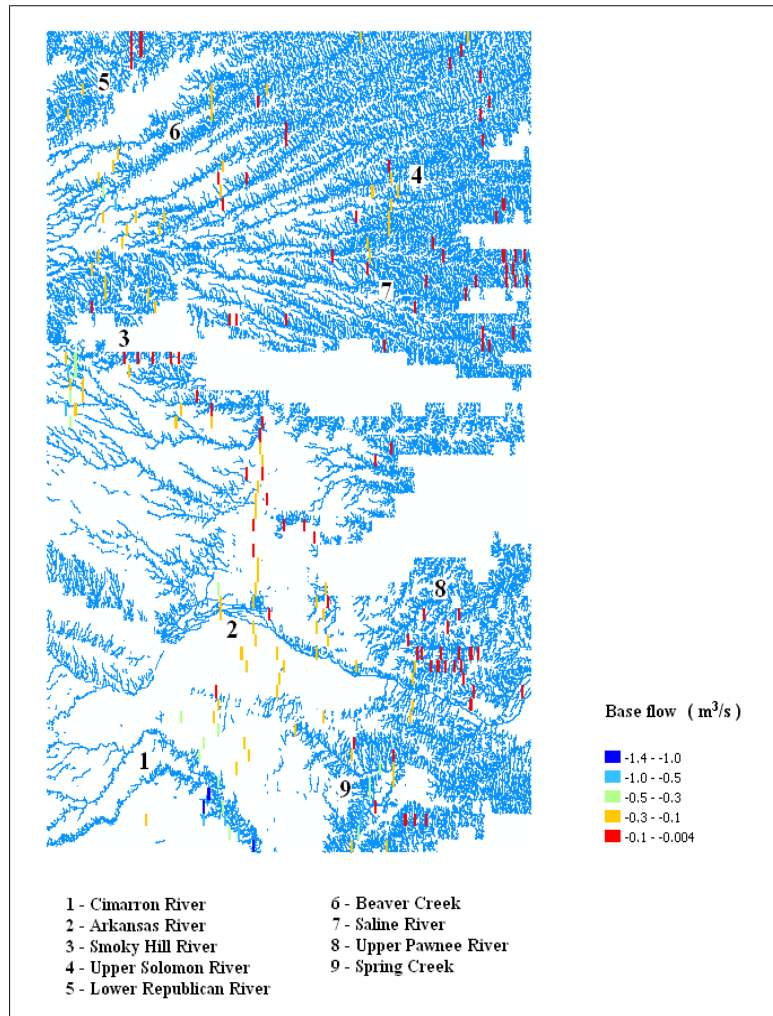 5
6
4
7
3
8
2
1
9
Base flow ( m³/s )
-1.4 - -1.0
-1.0 - -0.5
-0.5 - -0.3
-0.3 - -0.1
-0.1 - -0.004
1 - Cimarron River
2 - Arkansas River
3 - Smoky Hill River
4 - Upper Solomon River
5 - Lower Republican River
6 - Beaver Creek
7 - Saline River
8 - Upper Pawnee River
9 - Spring Creek